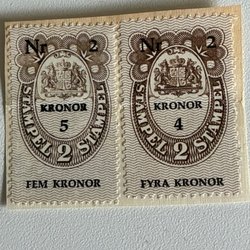 Nr 2
KRONOR
5
STÄMPEL STÄMPEL
2
FEM KRONOR
Nr 2
KRONOR
4
STÄMPEL STÄMPEL
2
FYRA KRONOR